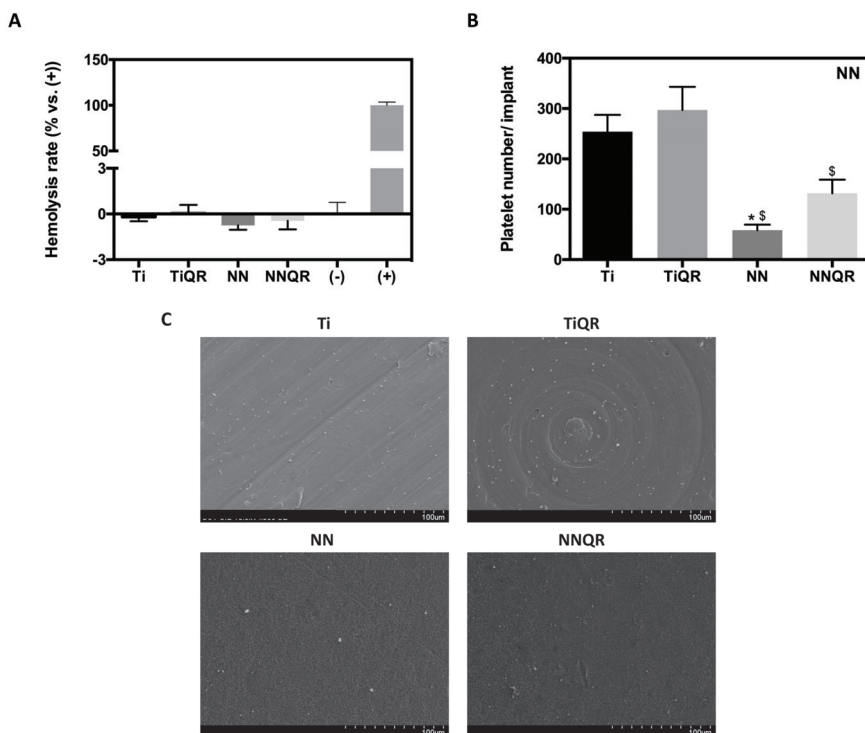 A
Hemolysis rate (% vs. (+))
150
100
50
3
0
-3
Ti TiQR NN NNQR (-) (+)
B
NN
Platelet number/ implant
400
300
200
100
0
* $
$
Ti TiQR NN NNQR
C
Ti TiQR
100um
100um
NN NNQR
100um
100um